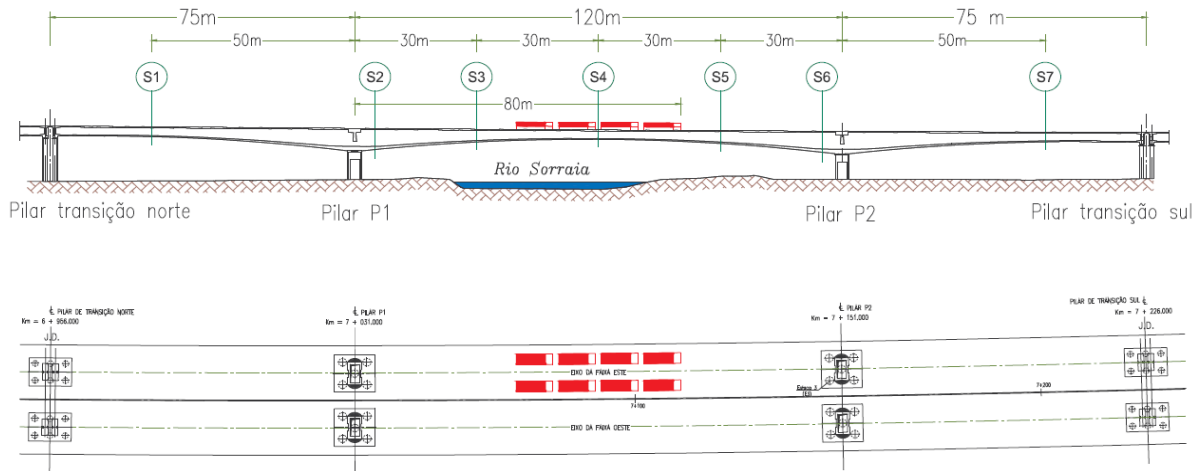 75m 120m 75 m
50m 30m 30m 30m 30m 50m
S1 S2 S3 S4 S5 S6 S7
80m
Rio Sorraia
Pilar transição norte Pilar P1 Pilar P2 Pilar transição sul
℄ PILAR DE TRANSIÇÃO NORTE
Km = 6 + 956.000
℄ PILAR P1
Km = 7 + 031.000
℄ PILAR P2
Km = 7 + 151.000
PILAR DE TRANSIÇÃO SUL ℄
Km = 7 + 226.000
J.D. J.D.
EIXO DA FAIXA ESTE
7+100
7+200
EIXO DA FAIXA OESTE